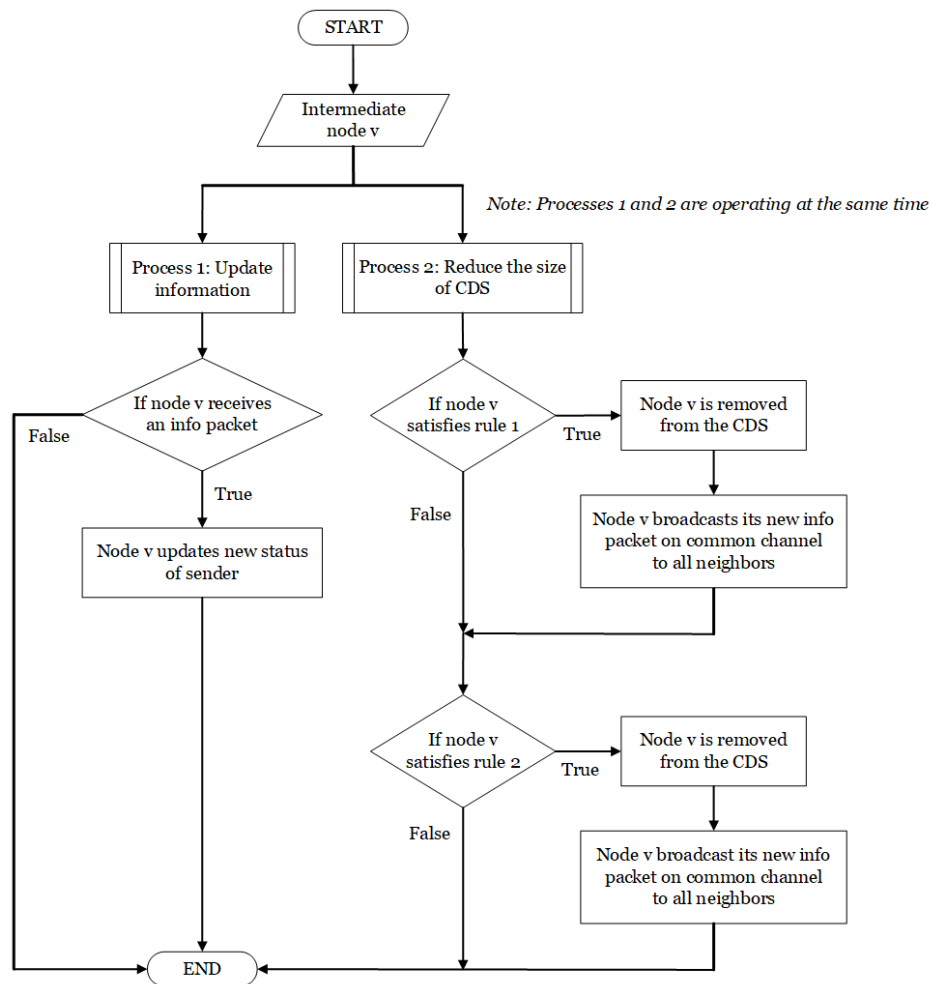 START
Intermediate
node v
Note: Processes 1 and 2 are operating at the same time
Process 1: Update
information
Process 2: Reduce the size
of CDS
If node v receives
an info packet
False
True
Node v updates new status
of sender
If node v
satisfies rule 1
True
False
Node v is removed
from the CDS
Node v broadcasts its new info
packet on common channel
to all neighbors
If node v
satisfies rule 2
True
False
Node v is removed
from the CDS
Node v broadcast its new info
packet on common channel
to all neighbors
END